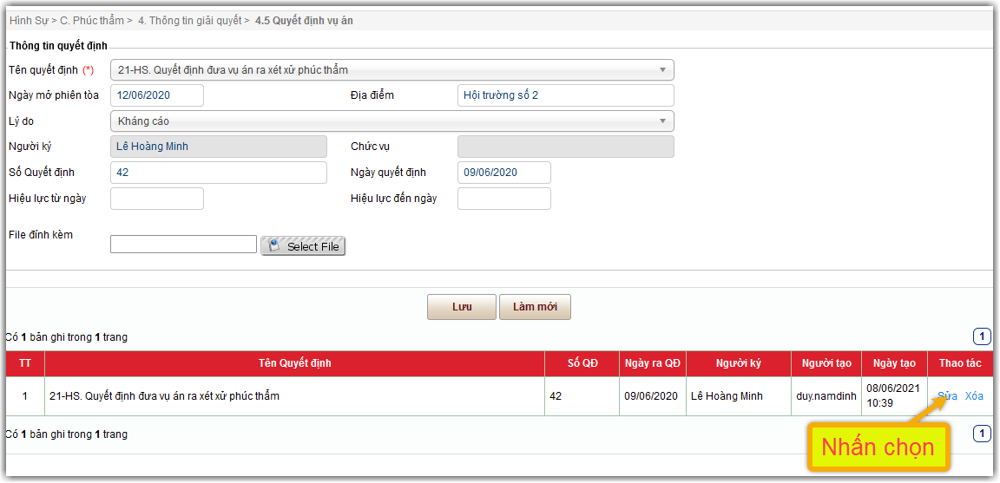 Hình Sự > C. Phúc thẩm > 4. Thông tin giải quyết > 4.5 Quyết định vụ án
Thông tin quyết định
Tên quyết định (*) 21-HS. Quyết định đưa vụ án ra xét xử phúc thẩm
Ngày mở phiên tòa 12/06/2020 Địa điểm Hội trường số 2
Lý do Kháng cáo
Người ký Lê Hoàng Minh Chức vụ
Số Quyết định 42 Ngày quyết định 09/06/2020
Hiệu lực từ ngày Hiệu lực đến ngày
File đính kèm Select File
Lưu Làm mới
Có 1 bản ghi trong 1 trang 1
TT Tên Quyết định Số QĐ Ngày ra QĐ Người ký Người tạo Ngày tạo Thao tác
1 21-HS. Quyết định đưa vụ án ra xét xử phúc thẩm 42 09/06/2020 Lê Hoàng Minh duy.namdinh 08/06/2021 10:39 Sửa Xóa
Có 1 bản ghi trong 1 trang 1
Nhấn chọn